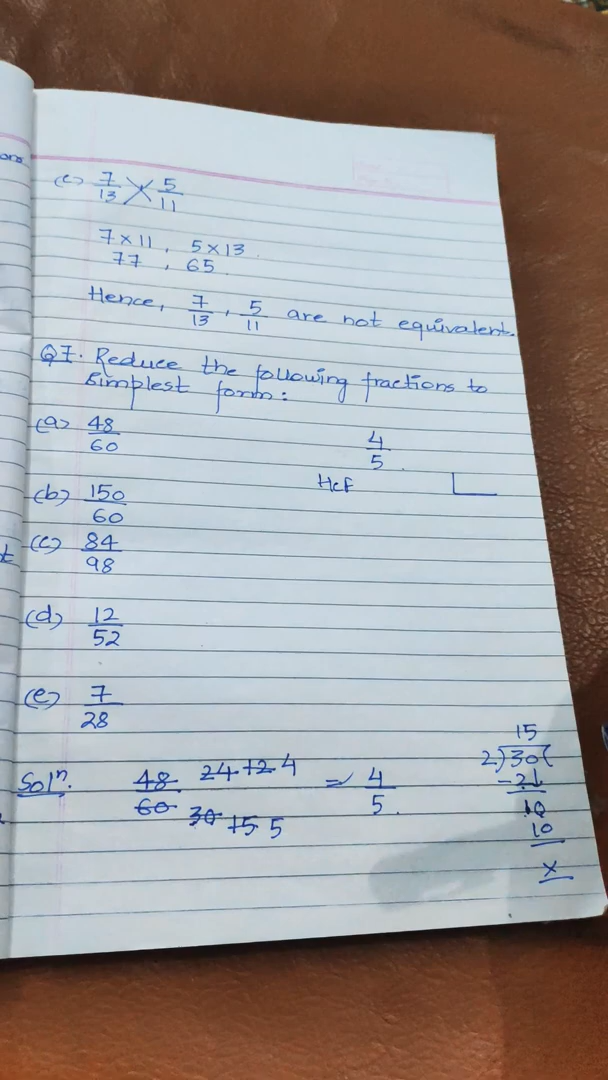 ons
(e) 7/13 × 5/11
7×11, 5×13.
77, 65.
Hence, 7/13, 5/11 are not equivalent.
Q7. Reduce the following fractions to
simplest form:
(a) 48/60
4/5.
HCF
(b) 150/60
(c) 84/98
(d) 12/52
(e) 7/28
Solⁿ. 48/60 24 12 4 / 30 15 5 = 4/5.
15
2)30(
-2↓
10
10
×